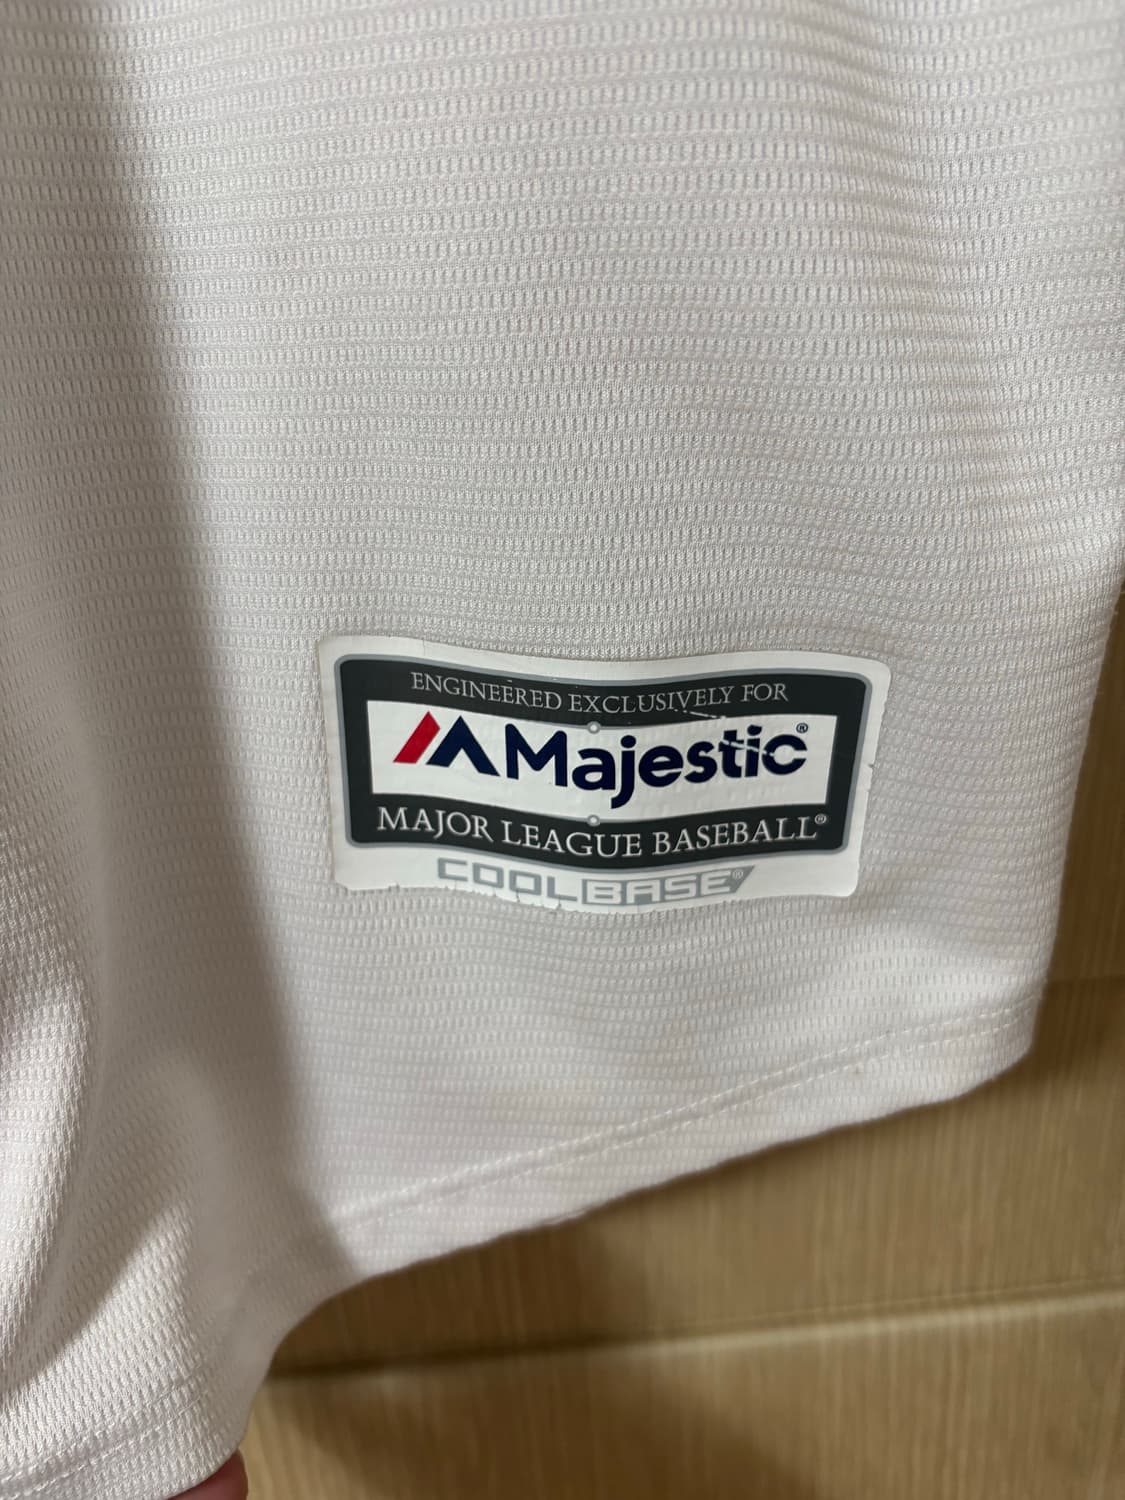 ENGINEERED EXCLUSIVELY FOR
Majestic®
MAJOR LEAGUE BASEBALL®
COOLBASE®